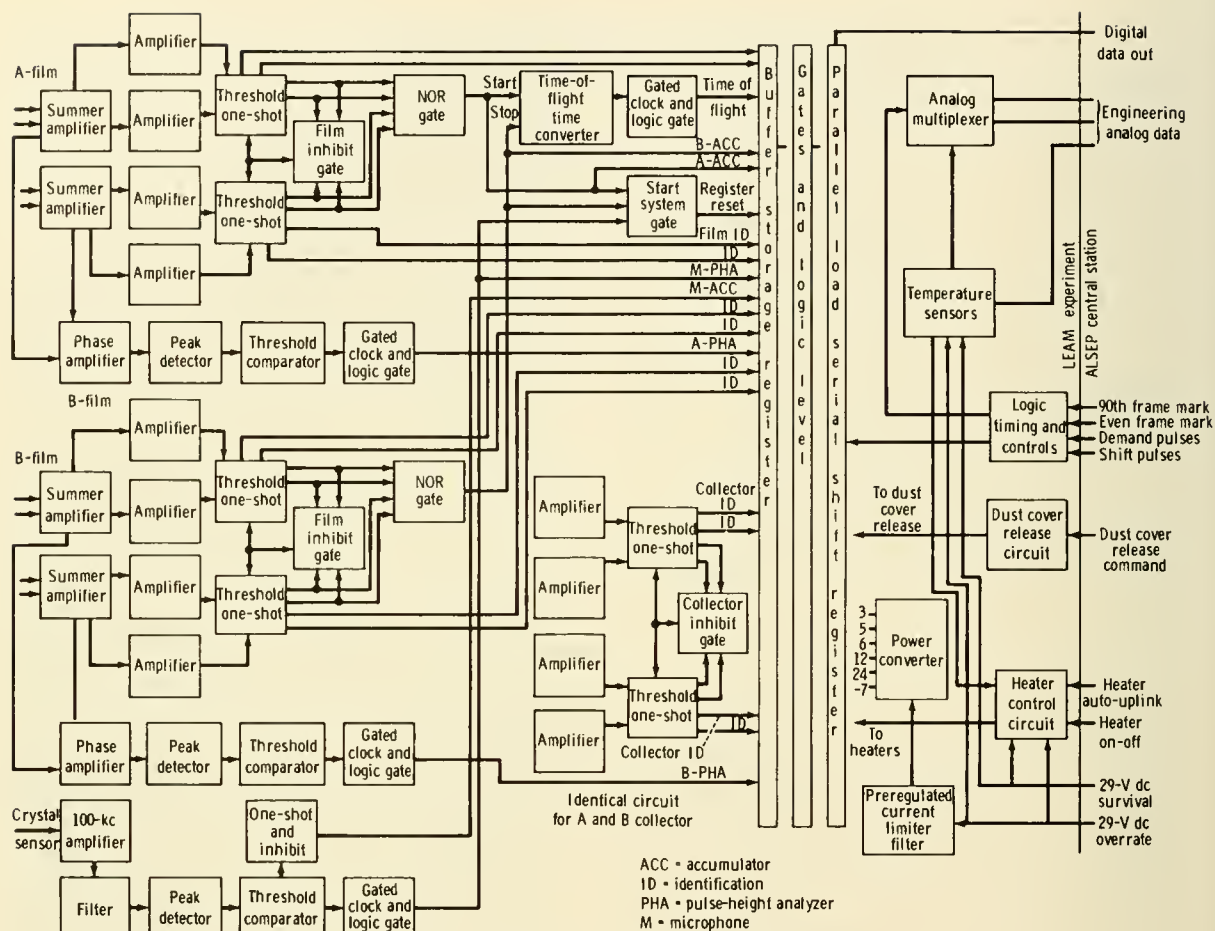 A-film
Amplifier
Summer
amplifier
Amplifier
Threshold
one-shot
Film
inhibit
gate
NOR
gate
Start
Stop
Time-of-
flight
time
converter
Gated
clock and
logic gate
Time of
flight
B-ACC
A-ACC
Start
system
gate
Register
reset
Summer
amplifier
Amplifier
Threshold
one-shot
Amplifier
Film ID
ID
M-PHA
M-ACC
ID
ID
A-PHA
ID
ID
Phase
amplifier
Peak
detector
Threshold
comparator
Gated
clock and
logic gate
B-film
Amplifier
B-film
Summer
amplifier
Amplifier
Threshold
one-shot
Film
inhibit
gate
NOR
gate
Summer
amplifier
Amplifier
Threshold
one-shot
Amplifier
Phase
amplifier
Peak
detector
Threshold
comparator
Gated
clock and
logic gate
Crystal
sensor
100-kc
amplifier
One-shot
and
inhibit
Filter
Peak
detector
Threshold
comparator
Gated
clock and
logic gate
Amplifier
Amplifier
Threshold
one-shot
Collector
ID
ID
Collector
inhibit
gate
Amplifier
Threshold
one-shot
Amplifier
ID
Collector ID
B-PHA
Identical circuit
for A and B collector
Buffer storage register
Gates and logic level
Parallel load serial shift register
Digital
data out
Analog
multiplexer
Engineering
analog data
Temperature
sensors
LEAM experiment
ALSEP central station
Logic
timing and
controls
90th frame mark
Even frame mark
Demand pulses
Shift pulses
To dust
cover
release
Dust cover
release
circuit
Dust cover
release
command
3
5
6
12
24
-7
Power
converter
Heater
control
circuit
Heater
auto-uplink
Heater
on-off
To
heaters
Preregulated
current
limiter
filter
29-V dc
survival
29-V dc
overrate
ACC = accumulator
ID = identification
PHA = pulse-height analyzer
M = microphone